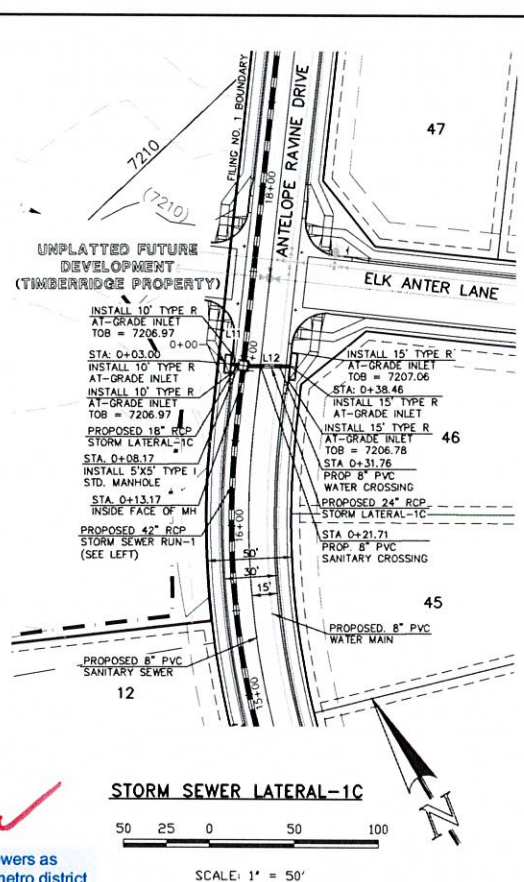 FILING NO. 1 BOUNDARY
ANTELOPE RAVINE DRIVE
18+00
47
7210
(7210)
UNPLATTED FUTURE
DEVELOPMENT
(TIMBERRIDGE PROPERTY)
ELK ANTER LANE
INSTALL 10' TYPE R
AT-GRADE INLET
TOB = 7206.97
0+00
L11
L12
STA: 0+03.00
INSTALL 10' TYPE R
AT-GRADE INLET
INSTALL 10' TYPE R
AT-GRADE INLET
TOB = 7206.97
PROPOSED 18" RCP
STORM LATERAL-1C
STA. 0+08.17
INSTALL 5'X5' TYPE I
STD. MANHOLE
STA. 0+13.17
INSIDE FACE OF MH
PROPOSED 42" RCP
STORM SEWER RUN-1
(SEE LEFT)
INSTALL 15' TYPE R
AT-GRADE INLET
TOB = 7207.06
STA: 0+38.46
INSTALL 15' TYPE R
AT-GRADE INLET
INSTALL 15' TYPE R
AT-GRADE INLET
TOB = 7206.78
46
STA 0+31.76
PROP 8" PVC
WATER CROSSING
PROPOSED 24" RCP
STORM LATERAL-1C
STA 0+21.71
PROP. 8" PVC
SANITARY CROSSING
16+00
50'
30'
15'
45
PROPOSED. 8" PVC
WATER MAIN
PROPOSED 8" PVC
SANITARY SEWER
12
15+00
N
STORM SEWER LATERAL-1C
50 25 0 50 100
SCALE: 1" = 50'
wers as
metro district